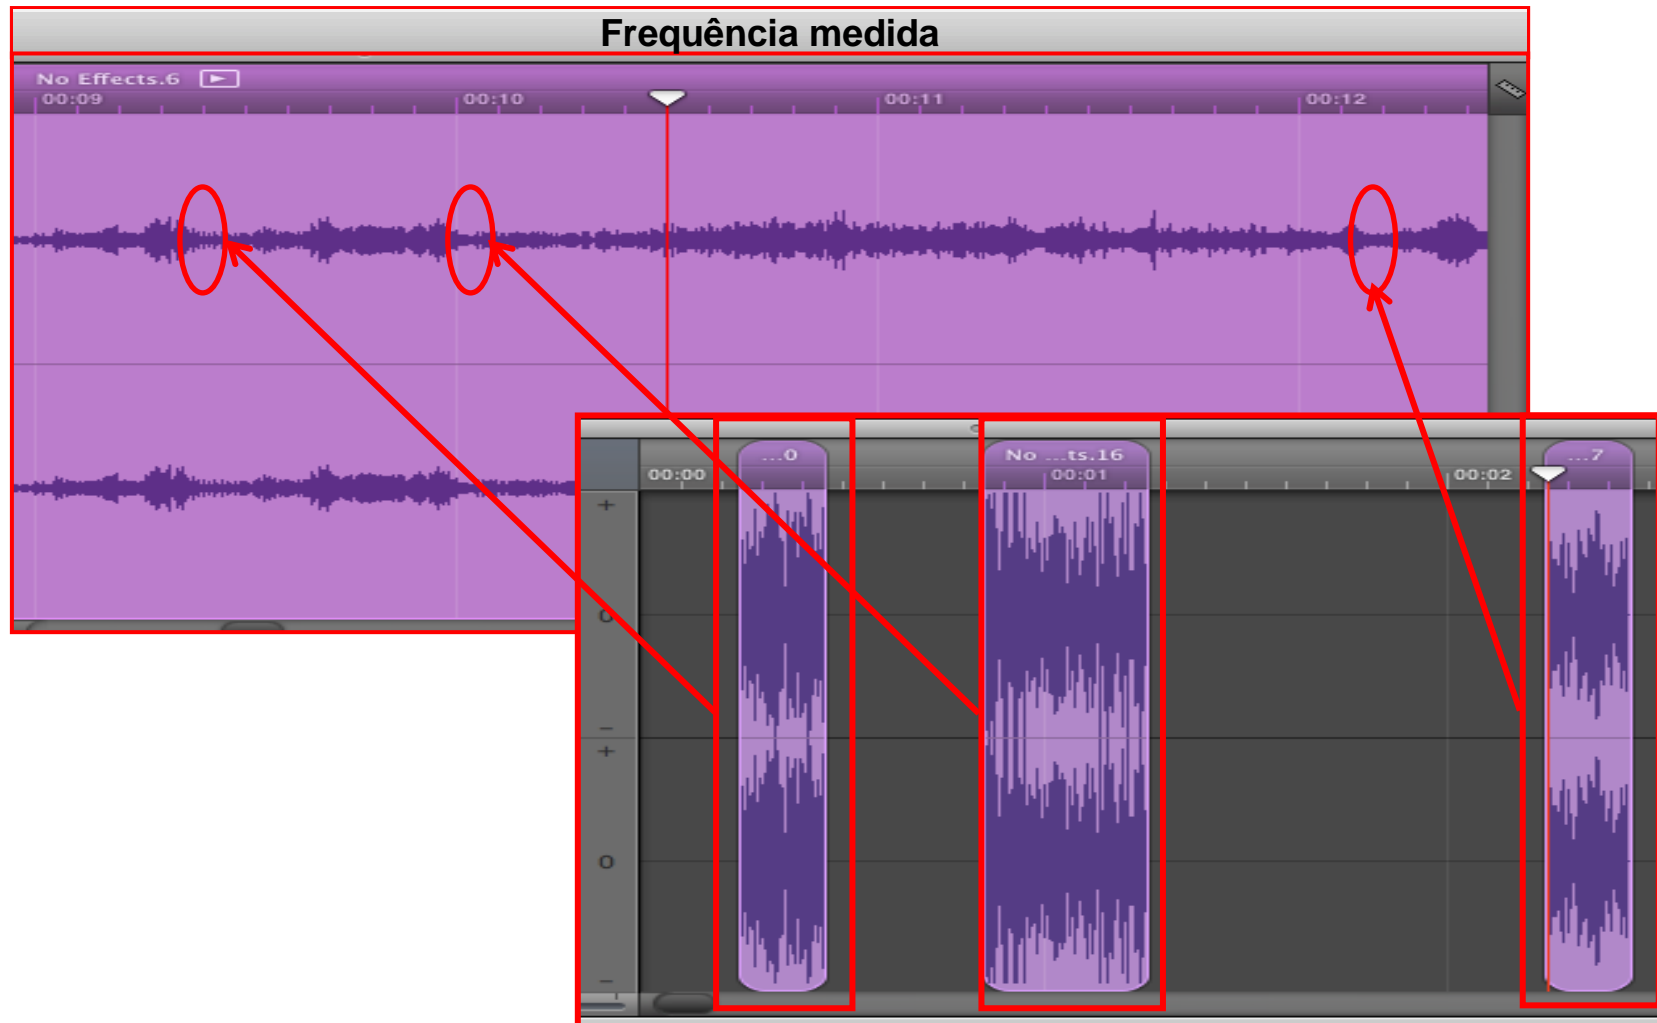 Frequência medida
No Effects.6
00:09 00:10 00:11 00:12
...0 No ...ts.16 ...7
00:00 00:01 00:02
+
0
−
+
0
−